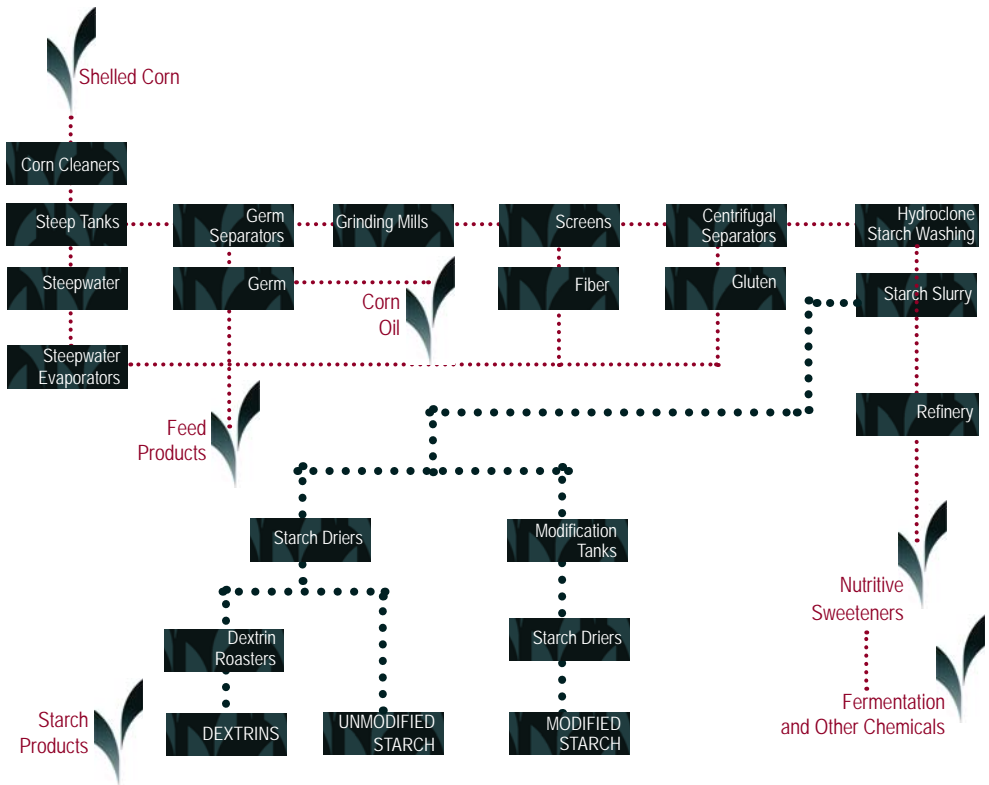 Shelled Corn
Corn Cleaners
Steep Tanks
Germ
Separators
Grinding Mills
Screens
Centrifugal
Separators
Hydroclone
Starch Washing
Steepwater
Germ
Corn
Oil
Fiber
Gluten
Starch Slurry
Steepwater
Evaporators
Feed
Products
Refinery
Starch Driers
Modification
Tanks
Nutritive
Sweeteners
Dextrin
Roasters
Starch Driers
Fermentation
and Other Chemicals
Starch
Products
DEXTRINS
UNMODIFIED
STARCH
MODIFIED
STARCH